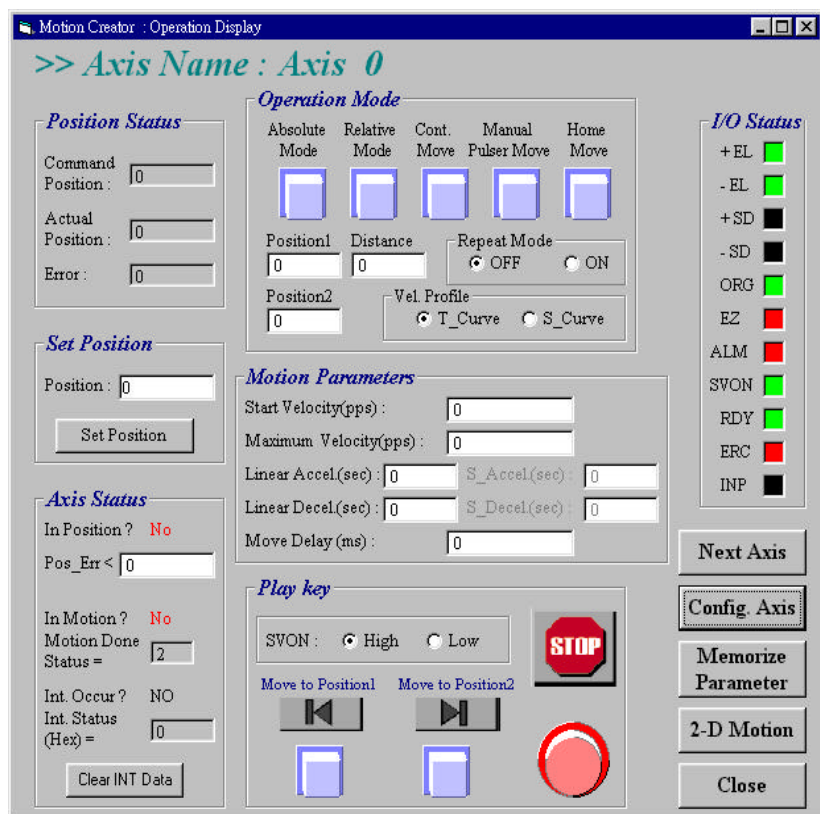 Motion Creator : Operation Display
>> Axis Name : Axis 0
Position Status
Command
Position : 0
Actual
Position : 0
Error : 0
Set Position
Position : 0
Set Position
Axis Status
In Position ? No
Pos_Err < 0
In Motion ? No
Motion Done
Status = 2
Int. Occur ? NO
Int. Status
(Hex) = 0
Clear INT Data
Operation Mode
Absolute Mode
Relative Mode
Cont. Move
Manual Pulser Move
Home Move
Position1 Distance
0 0
Position2
0
Repeat Mode
OFF ON
Vel. Profile
T_Curve S_Curve
Motion Parameters
Start Velocity(pps) : 0
Maximum Velocity(pps) : 0
Linear Accel.(sec) : 0 S_Accel.(sec) : 0
Linear Decel.(sec) : 0 S_Decel.(sec) : 0
Move Delay (ms) : 0
Play key
SVON : High Low
STOP
Move to Position1 Move to Position2
I/O Status
+ EL
- EL
+ SD
- SD
ORG
EZ
ALM
SVON
RDY
ERC
INP
Next Axis
Config. Axis
Memorize
Parameter
2-D Motion
Close